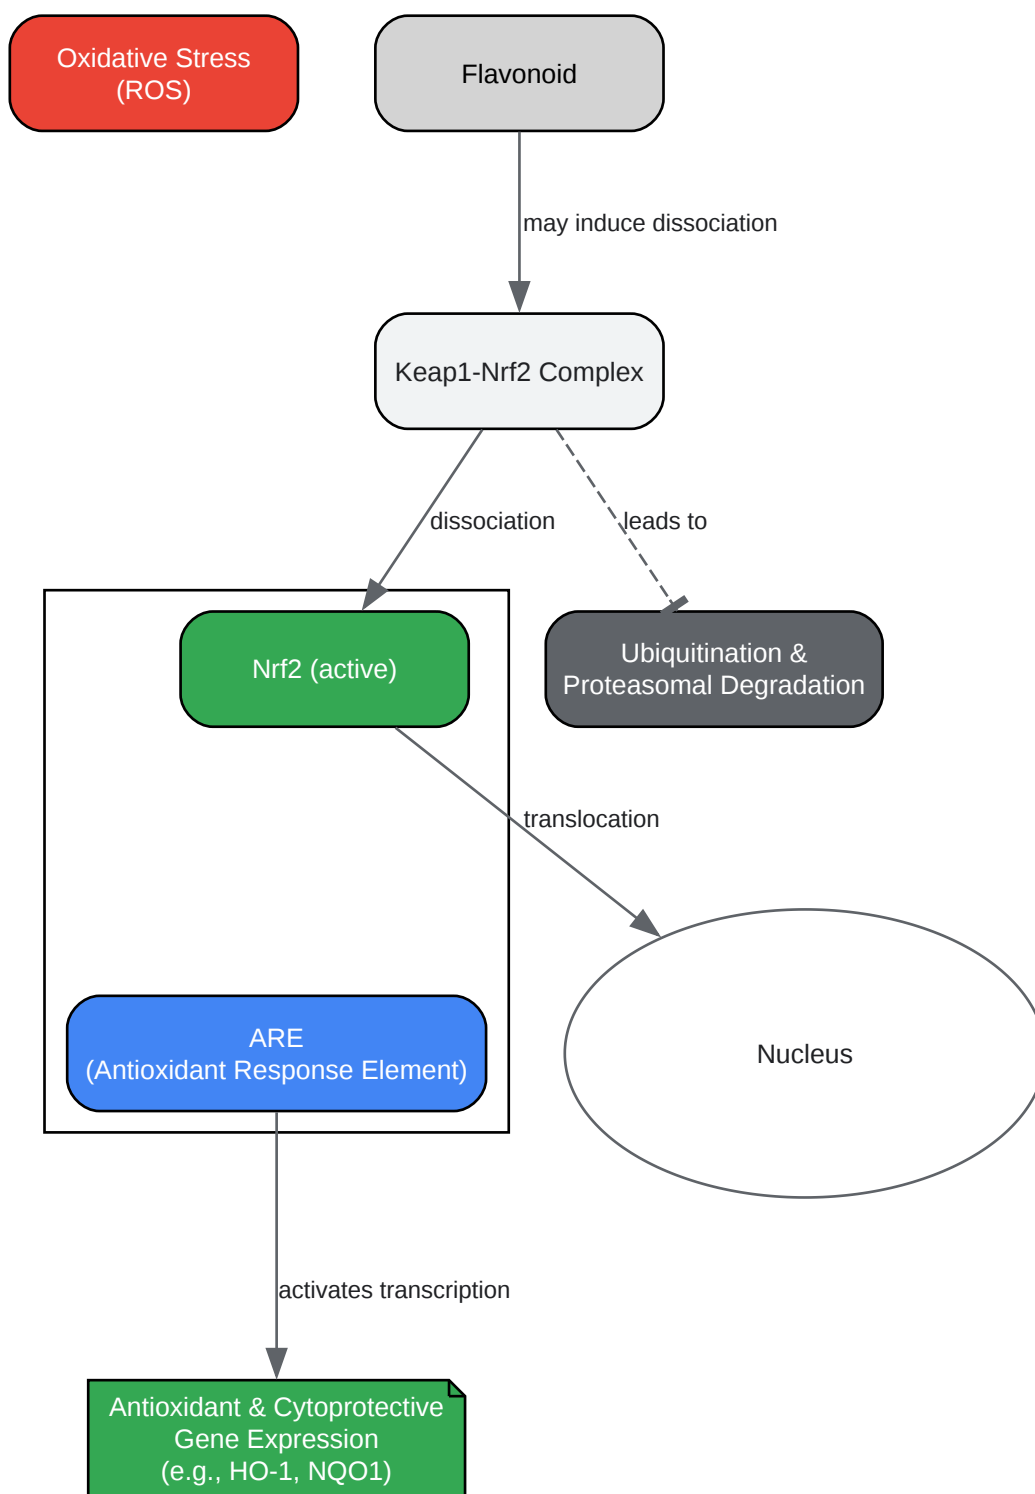 Oxidative Stress
(ROS)
Flavonoid
may induce dissociation
Keap1-Nrf2 Complex
dissociation
leads to
Nrf2 (active)
Ubiquitination &
Proteasomal Degradation
translocation
ARE
(Antioxidant Response Element)
Nucleus
activates transcription
Antioxidant & Cytoprotective
Gene Expression
(e.g., HO-1, NQO1)